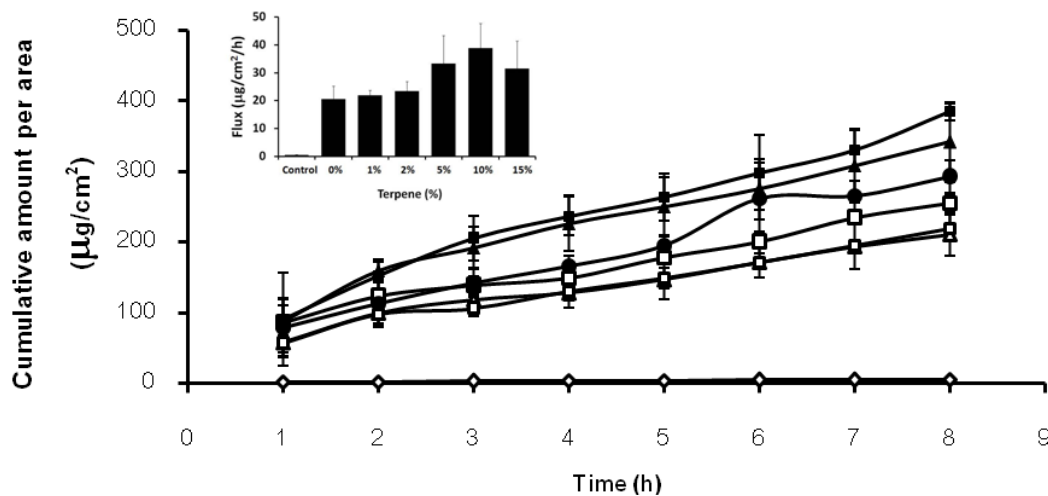 500
400
300
200
100
0
Cumulative amount per area
(µg/cm²)
50
40
30
20
10
0
Flux (µg/cm²/h)
Control 0% 1% 2% 5% 10% 15%
Terpene (%)
0 1 2 3 4 5 6 7 8 9
Time (h)